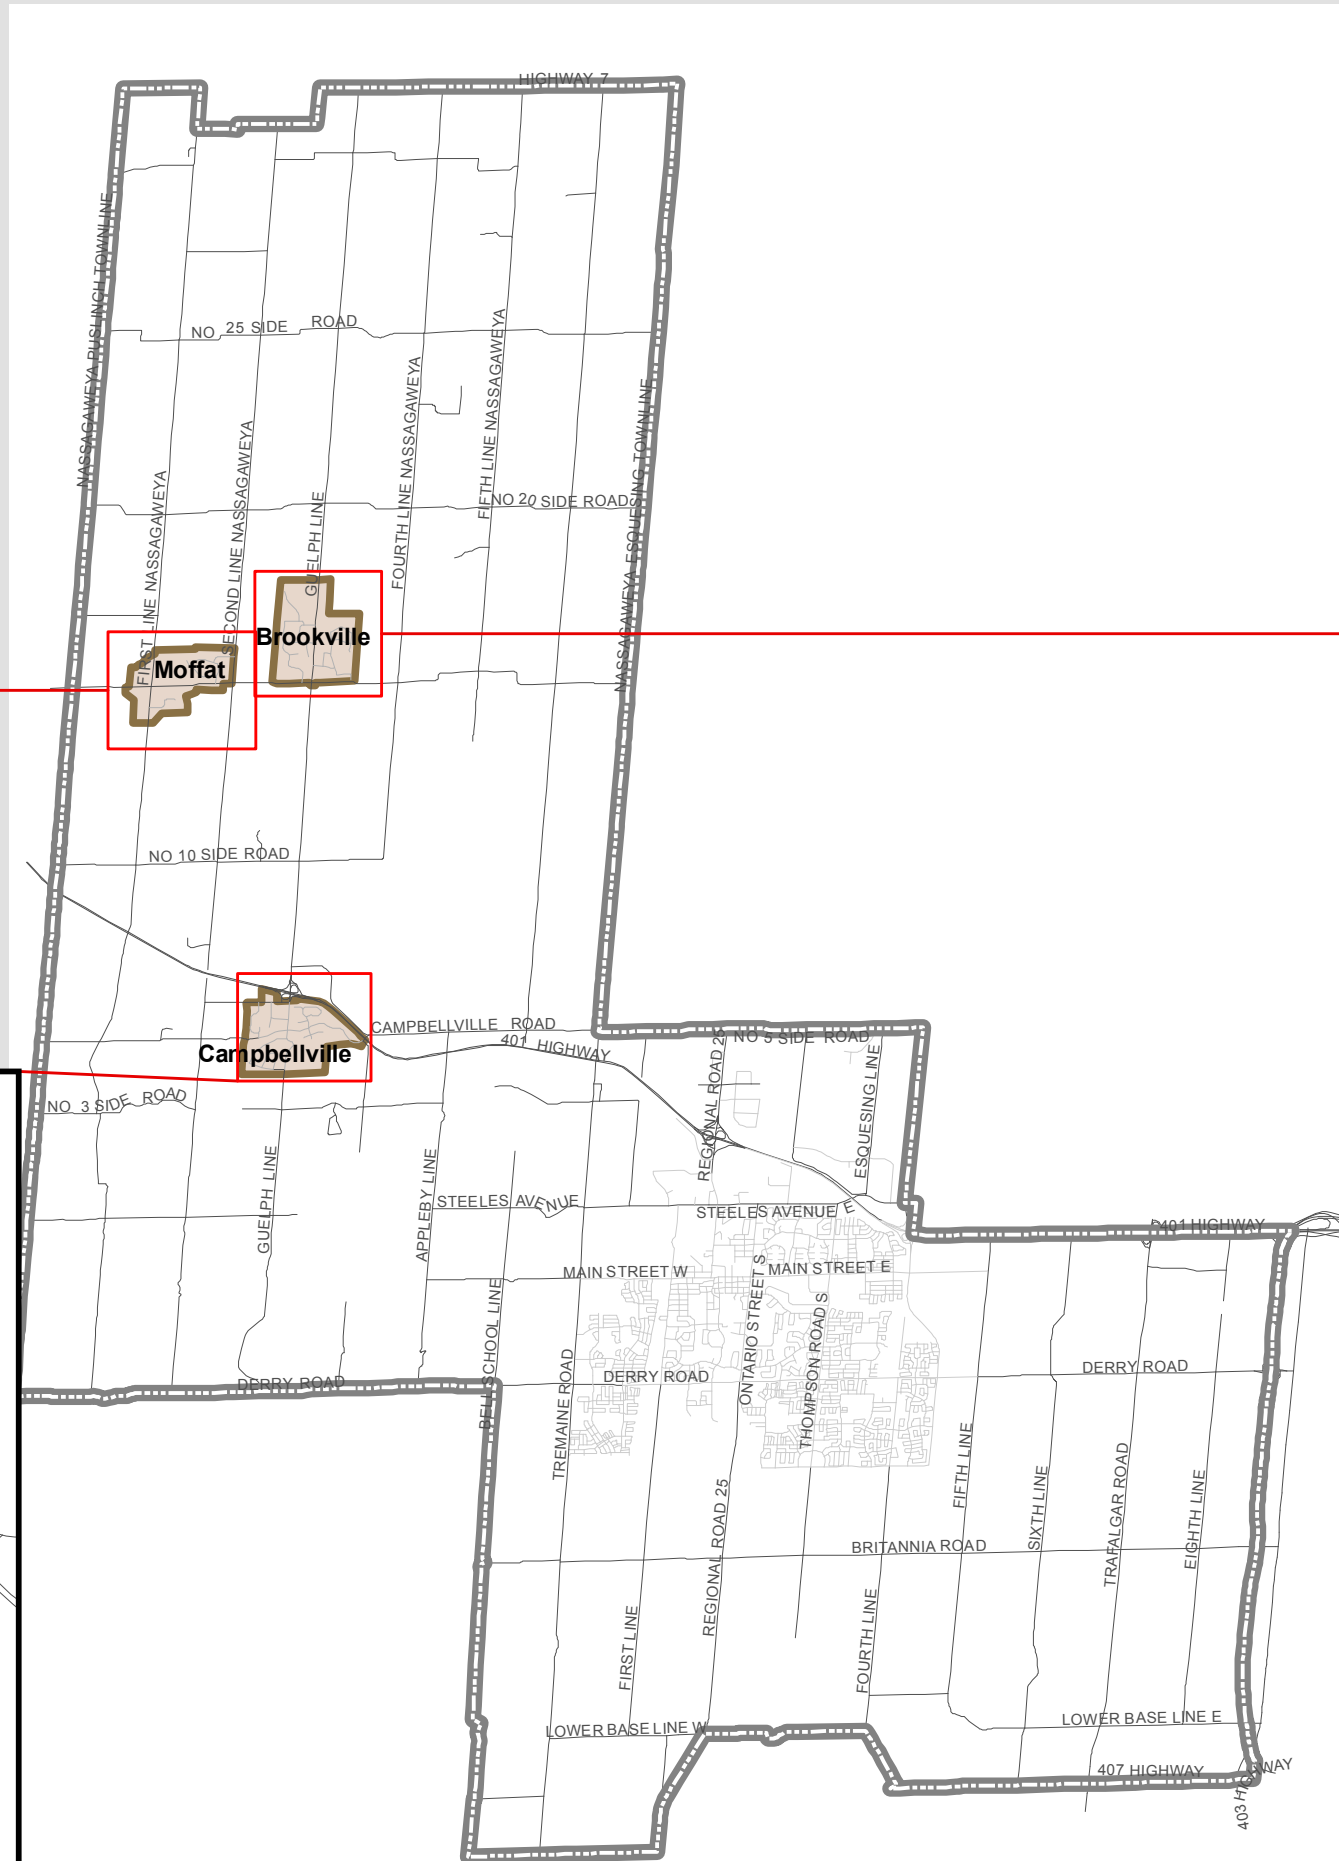 HIGHWAY 7
NASSAGAWEYA PUSLINCH TOWNLINE
NO 25 SIDE ROAD
FIRST LINE NASSAGAWEYA
SECOND LINE NASSAGAWEYA
GUELPH LINE
FOURTH LINE NASSAGAWEYA
FIFTH LINE NASSAGAWEYA
NASSAGAWEYA ESQUESING TOWNLINE
NO 20 SIDE ROAD
Brookville
Moffat
NO 10 SIDE ROAD
CAMPBELLVILLE ROAD
401 HIGHWAY
Campbellville
NO 5 SIDE ROAD
REGIONAL ROAD 25
ESQUESING LINE
NO 3 SIDE ROAD
GUELPH LINE
APPLEBY LINE
STEELES AVENUE
STEELES AVENUE E
401 HIGHWAY
MAIN STREET W
MAIN STREET E
BELL SCHOOL LINE
TREMAINE ROAD
ONTARIO STREET S
THOMPSON ROAD S
DERRY ROAD
DERRY ROAD
DERRY ROAD
FIFTH LINE
SIXTH LINE
TRAFALGAR ROAD
EIGHTH LINE
REGIONAL ROAD 25
BRITANNIA ROAD
FIRST LINE
FOURTH LINE
LOWER BASE LINE W
LOWER BASE LINE E
407 HIGHWAY
403 HIGHWAY